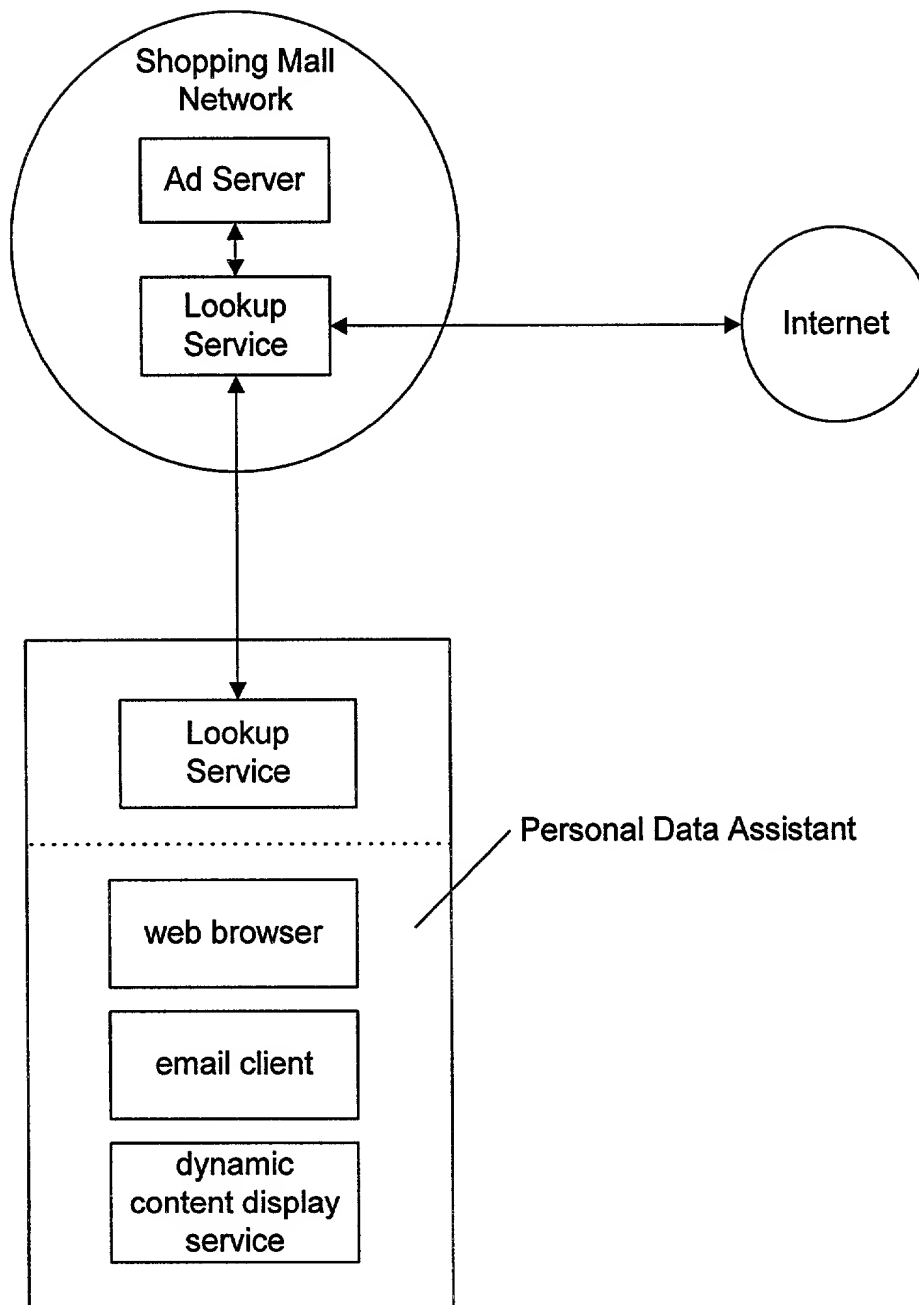 Shopping Mall
Network
Ad Server
Lookup
Service
Internet
Lookup
Service
Personal Data Assistant
web browser
email client
dynamic
content display
service